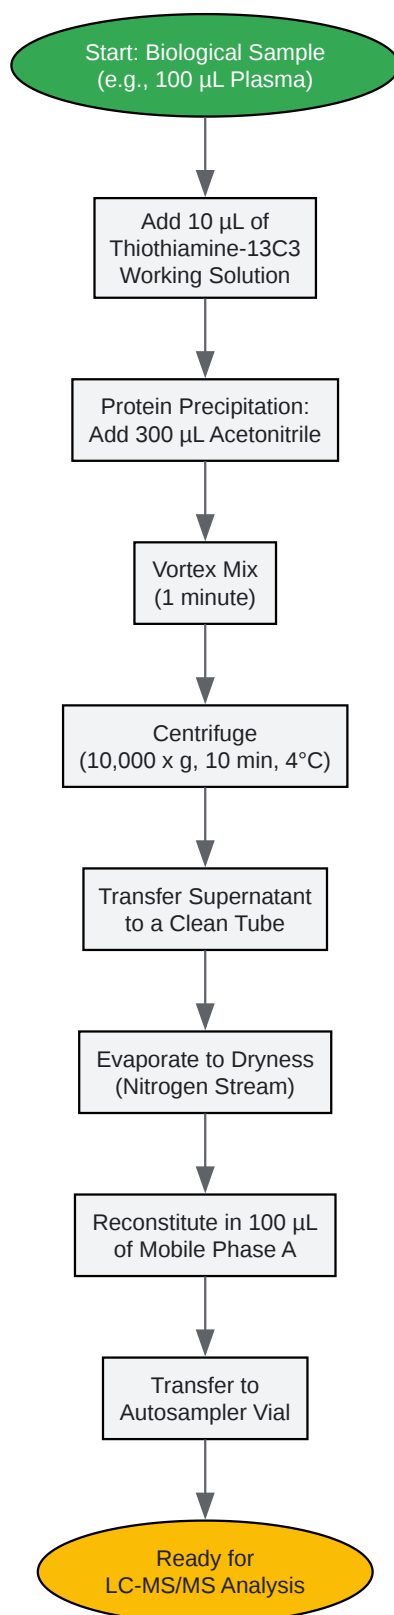 Start: Biological Sample
(e.g., 100 µL Plasma)
Add 10 µL of
Thiothiamine-13C3
Working Solution
Protein Precipitation:
Add 300 µL Acetonitrile
Vortex Mix
(1 minute)
Centrifuge
(10,000 x g, 10 min, 4°C)
Transfer Supernatant
to a Clean Tube
Evaporate to Dryness
(Nitrogen Stream)
Reconstitute in 100 µL
of Mobile Phase A
Transfer to
Autosampler Vial
Ready for
LC-MS/MS Analysis